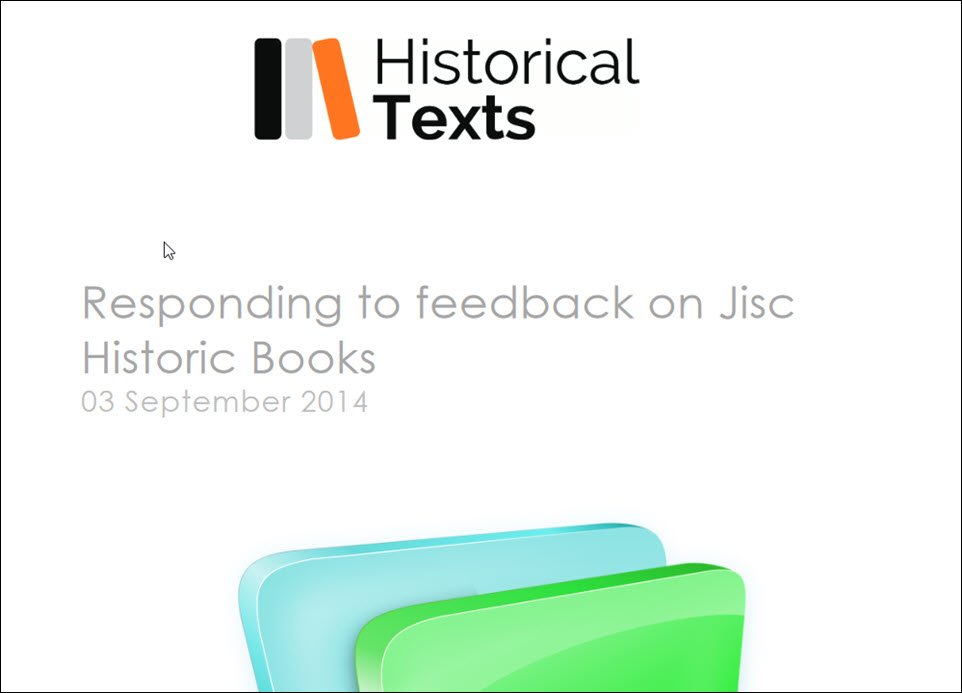 Historical
Texts
Responding to feedback on Jisc
Historic Books
03 September 2014